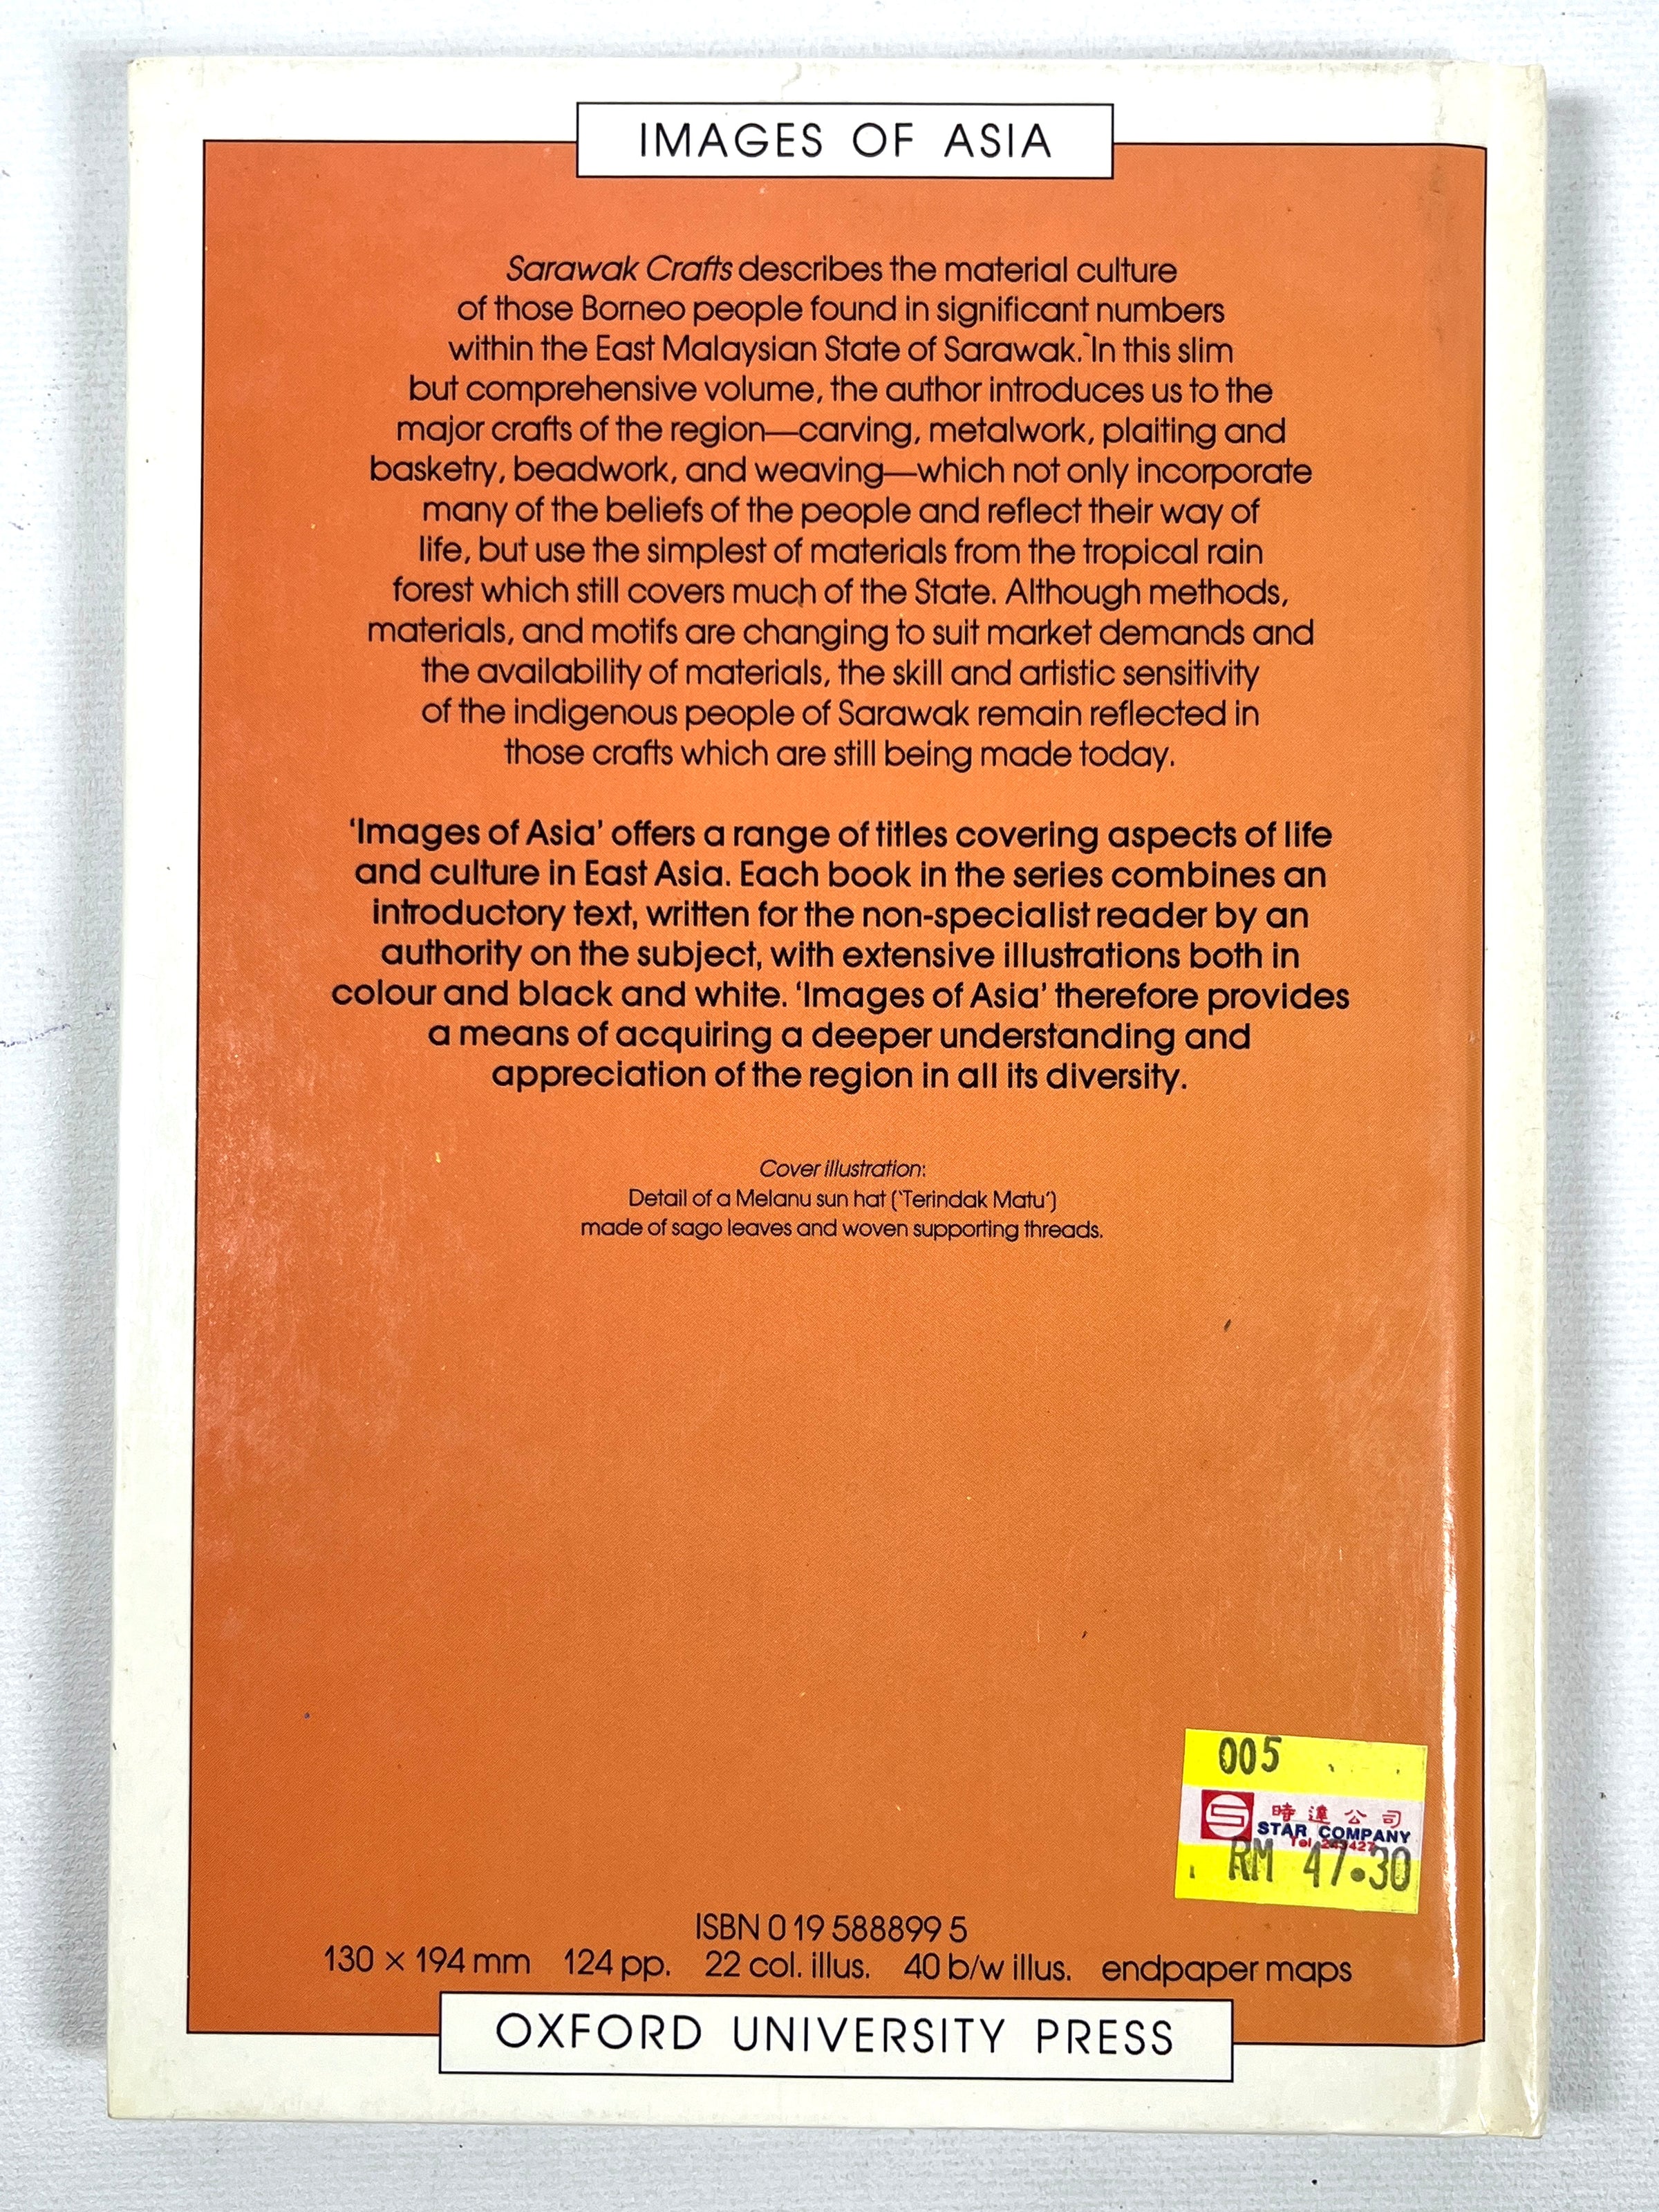 IMAGES OF ASIA
Sarawak Crafts describes the material culture
of those Borneo people found in significant numbers
within the East Malaysian State of Sarawak. In this slim
but comprehensive volume, the author introduces us to the
major crafts of the region—carving, metalwork, plaiting and
basketry, beadwork, and weaving—which not only incorporate
many of the beliefs of the people and reflect their way of
life, but use the simplest of materials from the tropical rain
forest which still covers much of the State. Although methods,
materials, and motifs are changing to suit market demands and
the availability of materials, the skill and artistic sensitivity
of the indigenous people of Sarawak remain reflected in
those crafts which are still being made today.
‘Images of Asia’ offers a range of titles covering aspects of life
and culture in East Asia. Each book in the series combines an
introductory text, written for the non-specialist reader by an
authority on the subject, with extensive illustrations both in
colour and black and white. ‘Images of Asia’ therefore provides
a means of acquiring a deeper understanding and
appreciation of the region in all its diversity.
Cover illustration:
Detail of a Melanu sun hat (‘Terindak Matu’)
made of sago leaves and woven supporting threads.
005
時達公司
STAR COMPANY
Tel
RM 47.30
ISBN 0 19 588899 5
130 × 194 mm 124 pp. 22 col. illus. 40 b/w illus. endpaper maps
OXFORD UNIVERSITY PRESS